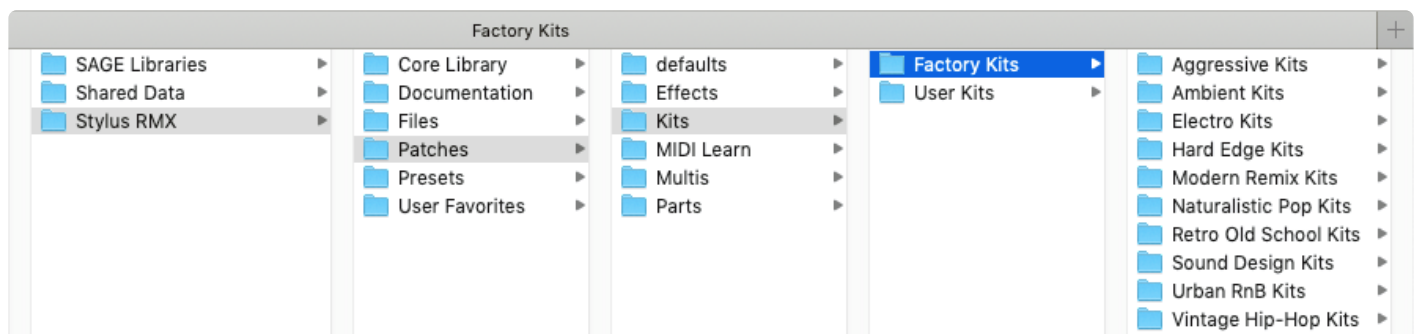 Factory Kits
SAGE Libraries
Shared Data
Stylus RMX
Core Library
Documentation
Files
Patches
Presets
User Favorites
defaults
Effects
Kits
MIDI Learn
Multis
Parts
Factory Kits
User Kits
Aggressive Kits
Ambient Kits
Electro Kits
Hard Edge Kits
Modern Remix Kits
Naturalistic Pop Kits
Retro Old School Kits
Sound Design Kits
Urban RnB Kits
Vintage Hip-Hop Kits